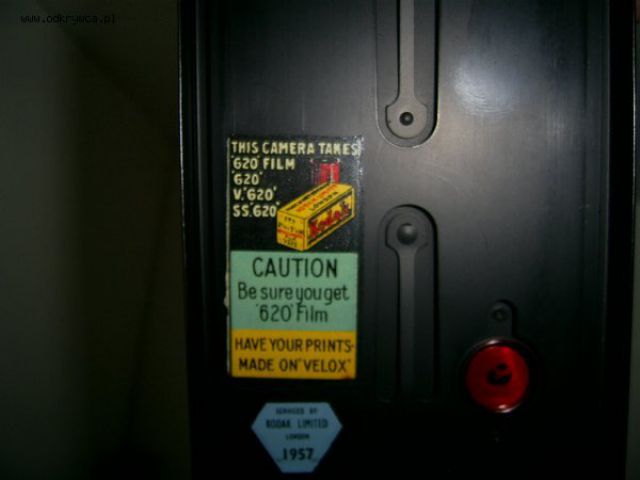 www.odkrywca.pl
THIS CAMERA TAKES
'620' FILM
'620'
V.'620'
SS.'620'
LONDON
Kodak
CAUTION
Be sure you get
'620' Film
HAVE YOUR PRINTS
MADE ON "VELOX"
SERVICED BY
KODAK LIMITED
LONDON
1957